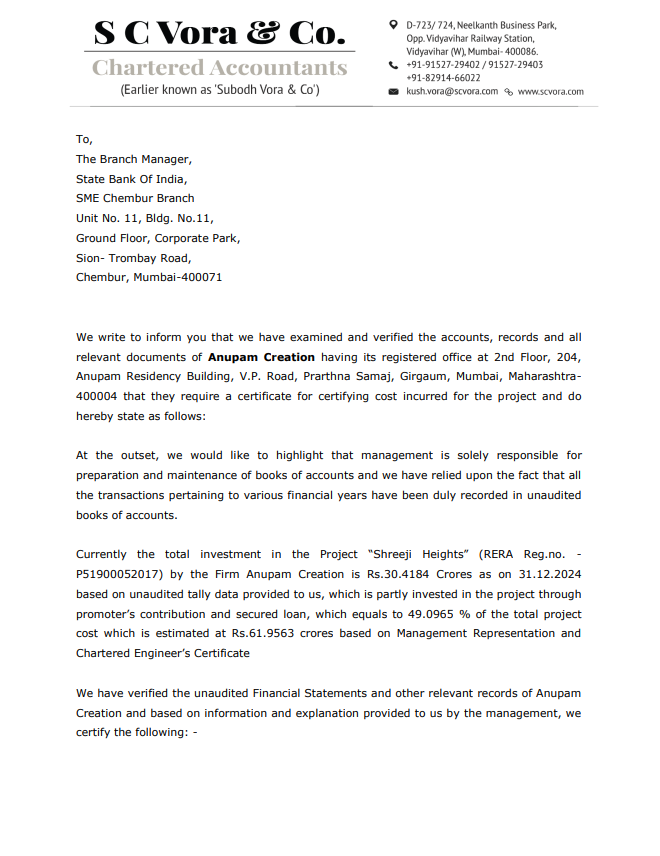 S C Vora & Co.
Chartered Accountants
(Earlier known as 'Subodh Vora & Co')
D-723/ 724, Neelkanth Business Park,
Opp. Vidyavihar Railway Station,
Vidyavihar (W), Mumbai- 400086.
+91-91527-29402 / 91527-29403
+91-82914-66022
kush.vora@scvora.com www.scvora.com
To,
The Branch Manager,
State Bank Of India,
SME Chembur Branch
Unit No. 11, Bldg. No.11,
Ground Floor, Corporate Park,
Sion- Trombay Road,
Chembur, Mumbai-400071
We write to inform you that we have examined and verified the accounts, records and all
relevant documents of Anupam Creation having its registered office at 2nd Floor, 204,
Anupam Residency Building, V.P. Road, Prarthna Samaj, Girgaum, Mumbai, Maharashtra-
400004 that they require a certificate for certifying cost incurred for the project and do
hereby state as follows:
At the outset, we would like to highlight that management is solely responsible for
preparation and maintenance of books of accounts and we have relied upon the fact that all
the transactions pertaining to various financial years have been duly recorded in unaudited
books of accounts.
Currently the total investment in the Project “Shreeji Heights” (RERA Reg.no. -
P51900052017) by the Firm Anupam Creation is Rs.30.4184 Crores as on 31.12.2024
based on unaudited tally data provided to us, which is partly invested in the project through
promoter’s contribution and secured loan, which equals to 49.0965 % of the total project
cost which is estimated at Rs.61.9563 crores based on Management Representation and
Chartered Engineer’s Certificate
We have verified the unaudited Financial Statements and other relevant records of Anupam
Creation and based on information and explanation provided to us by the management, we
certify the following: -